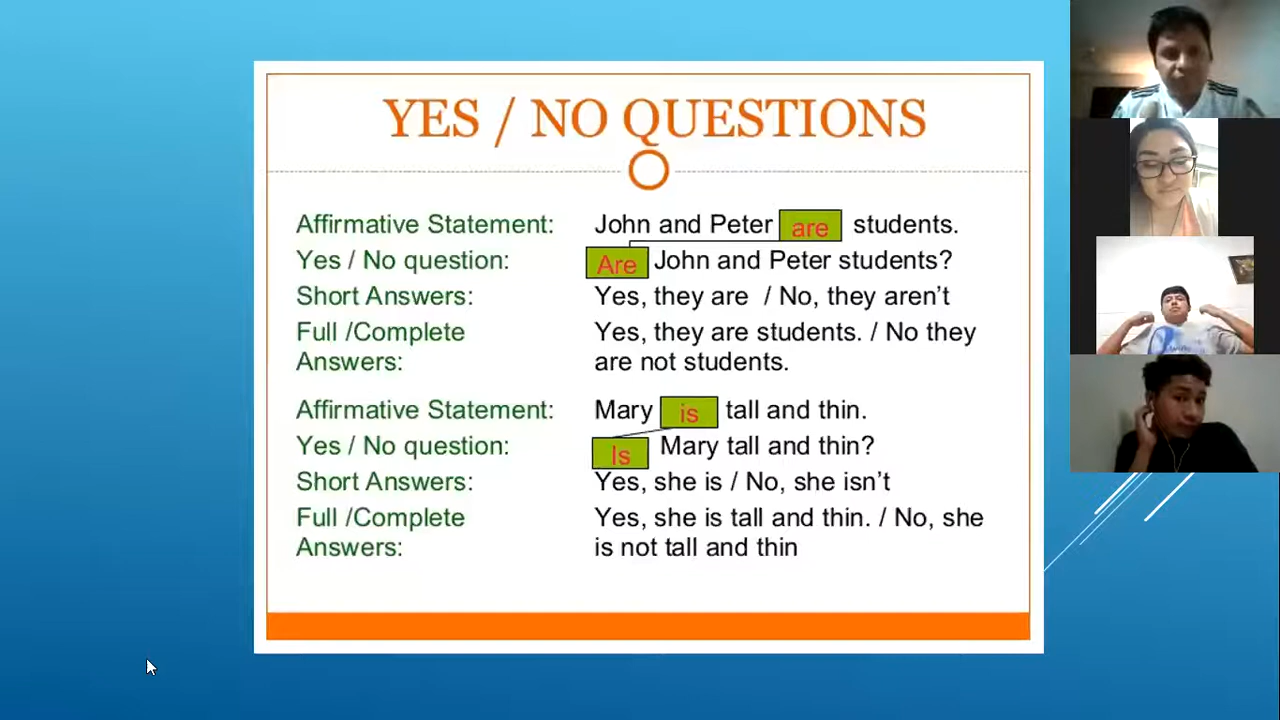 YES / NO QUESTIONS
Affirmative Statement: John and Peter are students.
Yes / No question: Are John and Peter students?
Short Answers: Yes, they are / No, they aren't
Full /Complete Yes, they are students. / No they
Answers: are not students.
Affirmative Statement: Mary is tall and thin.
Yes / No question: Is Mary tall and thin?
Short Answers: Yes, she is / No, she isn't
Full /Complete Yes, she is tall and thin. / No, she
Answers: is not tall and thin